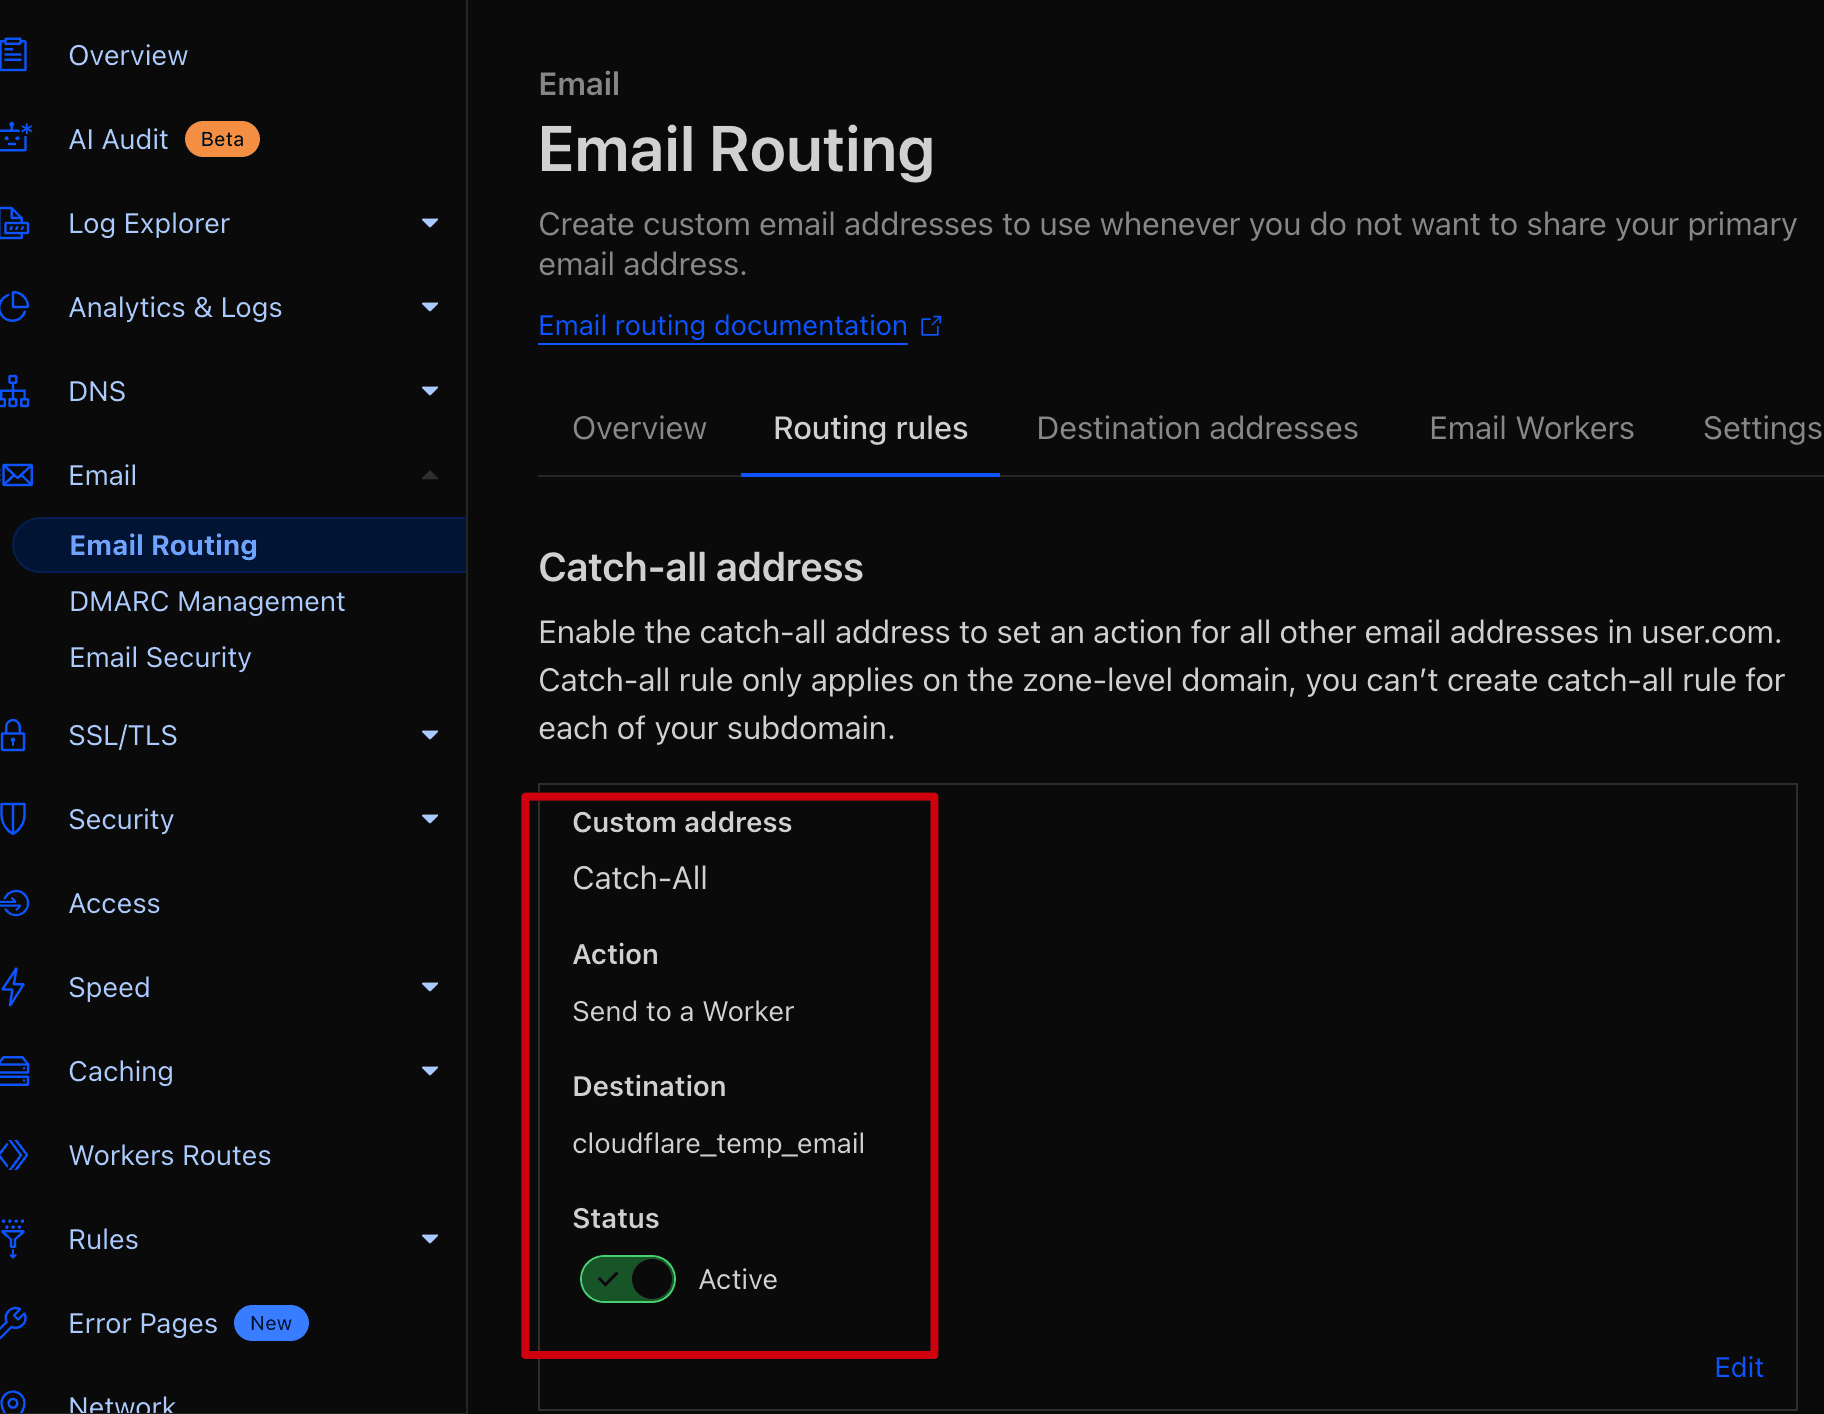 Overview
AI Audit Beta
Log Explorer
Analytics & Logs
DNS
Email
Email Routing
DMARC Management
Email Security
SSL/TLS
Security
Access
Speed
Caching
Workers Routes
Rules
Error Pages New
Network
Email
Email Routing
Create custom email addresses to use whenever you do not want to share your primary
email address.
Email routing documentation
Overview Routing rules Destination addresses Email Workers Settings
Catch-all address
Enable the catch-all address to set an action for all other email addresses in user.com.
Catch-all rule only applies on the zone-level domain, you can’t create catch-all rule for
each of your subdomain.
Custom address
Catch-All
Action
Send to a Worker
Destination
cloudflare_temp_email
Status
Active
Edit